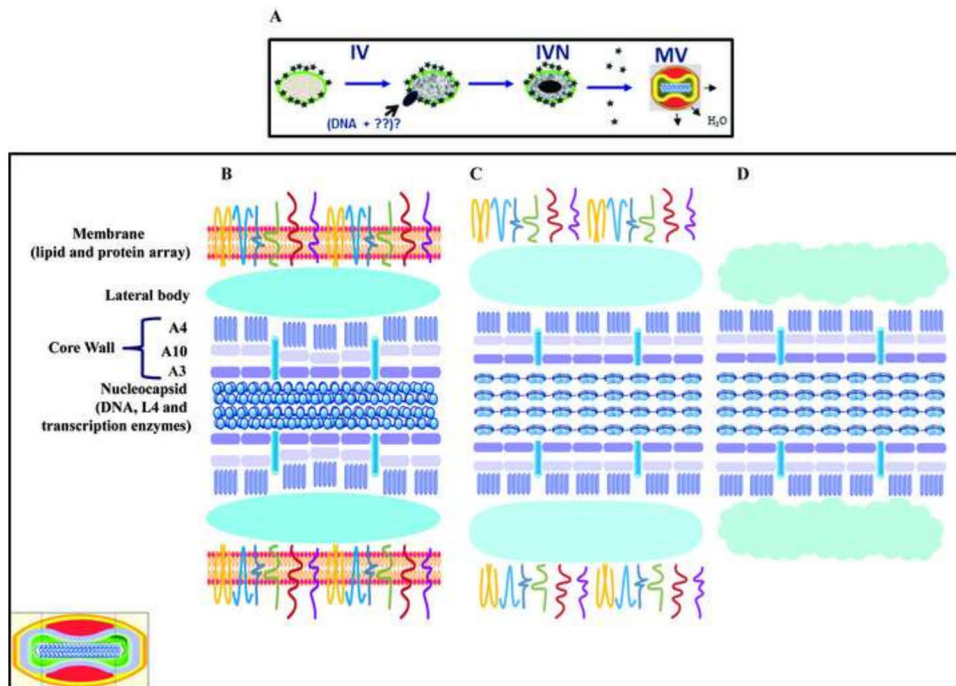 A
IV
IVN
MV
(DNA + ??)?
H₂O
B
C
D
Membrane
(lipid and protein array)
Lateral body
Core Wall
A4
A10
A3
Nucleocapsid
(DNA, L4 and
transcription enzymes)